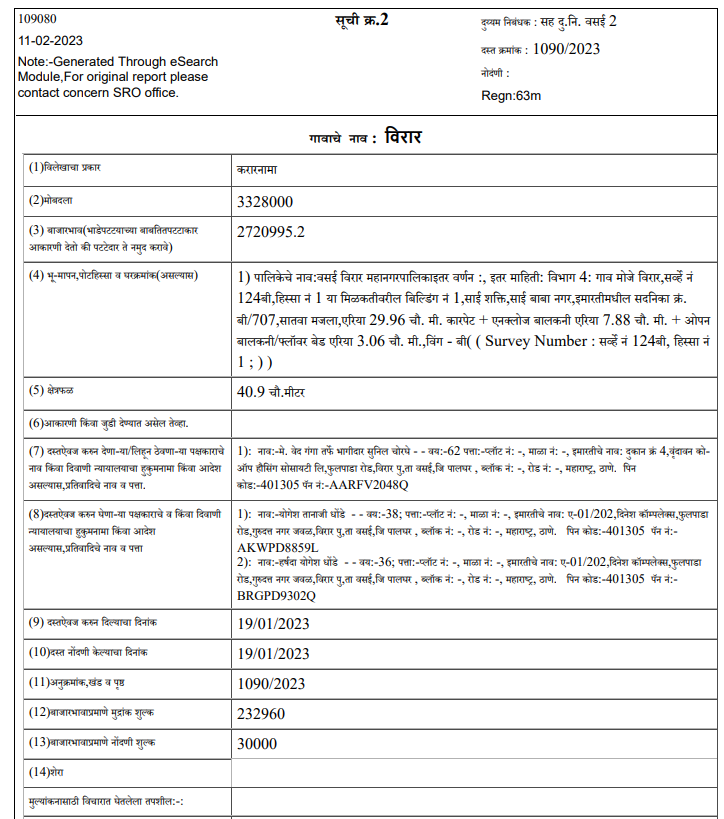 109080
सूची क्र.2
दुय्यम निबंधक : सह दु.नि. वसई 2
11-02-2023
दस्त क्रमांक : 1090/2023
Note:-Generated Through eSearch
Module,For original report please
contact concern SRO office.
नोदंणी :
Regn:63m
गावाचे नाव : विरार
(1)विलेखाचा प्रकार
करारनामा
(2)मोबदला
3328000
(3) बाजारभाव(भाडेपटटयाच्या बाबतितपटटाकार
आकारणी देतो की पटटेदार ते नमुद करावे)
2720995.2
(4) भू-मापन,पोटहिस्सा व घरक्रमांक(असल्यास)
1) पालिकेचे नाव:वसई विरार महानगरपालिकाइतर वर्णन :, इतर माहिती: विभाग 4: गाव मोजे विरार,सर्व्हे नं
124बी,हिस्सा नं 1 या मिळकतीवरील बिल्डिंग नं 1,साई शक्ति,साई बाबा नगर,इमारतीमधील सदनिका क्रं.
बी/707,सातवा मजला,एरिया 29.96 चौ. मी. कारपेट + एनक्लोज बालकनी एरिया 7.88 चौ. मी. + ओपन
बालकनी/फ्लॉवर बेड एरिया 3.06 चौ. मी.,विंग - बी( ( Survey Number : सर्व्हे नं 124बी, हिस्सा नं
1 ; ) )
(5) क्षेत्रफळ
40.9 चौ.मीटर
(6)आकारणी किंवा जुडी देण्यात असेल तेव्हा.
(7) दस्तऐवज करुन देणा-या/लिहून ठेवणा-या पक्षकाराचे
नाव किंवा दिवाणी न्यायालयाचा हुकुमनामा किंवा आदेश
असल्यास,प्रतिवादिचे नाव व पत्ता.
1): नाव:-मे. वेद गंगा तर्फे भागीदार सुनिल चोरघे - - वय:-62 पत्ता:-प्लॉट नं: -, माळा नं: -, इमारतीचे नाव: दुकान क्रं 4,वृंदावन को-
ऑप हौसिंग सोसायटी लि,फुलपाडा रोड,विरार पु,ता वसई,जि पालघर , ब्लॉक नं: -, रोड नं: -, महाराष्ट्र, ठाणे. पिन
कोड:-401305 पॅन नं:-AARFV2048Q
(8)दस्तऐवज करुन घेणा-या पक्षकाराचे व किंवा दिवाणी
न्यायालयाचा हुकुमनामा किंवा आदेश
असल्यास,प्रतिवादिचे नाव व पत्ता
1): नाव:-योगेश तानाजी धोंडे - - वय:-38; पत्ता:-प्लॉट नं: -, माळा नं: -, इमारतीचे नाव: ए-01/202,दिनेश कॉम्पलेक्स,फुलपाडा
रोड,गुरुदत्त नगर जवळ,विरार पु,ता वसई,जि पालघर , ब्लॉक नं: -, रोड नं: -, महाराष्ट्र, ठाणे. पिन कोड:-401305 पॅन नं:-
AKWPD8859L
2): नाव:-हर्षदा योगेश धोंडे - - वय:-36; पत्ता:-प्लॉट नं: -, माळा नं: -, इमारतीचे नाव: ए-01/202,दिनेश कॉम्पलेक्स,फुलपाडा
रोड,गुरुदत्त नगर जवळ,विरार पु,ता वसई,जि पालघर , ब्लॉक नं: -, रोड नं: -, महाराष्ट्र, ठाणे. पिन कोड:-401305 पॅन नं:-
BRGPD9302Q
(9) दस्तऐवज करुन दिल्याचा दिनांक
19/01/2023
(10)दस्त नोंदणी केल्याचा दिनांक
19/01/2023
(11)अनुक्रमांक,खंड व पृष्ठ
1090/2023
(12)बाजारभावाप्रमाणे मुद्रांक शुल्क
232960
(13)बाजारभावाप्रमाणे नोंदणी शुल्क
30000
(14)शेरा
मुल्यांकनासाठी विचारात घेतलेला तपशील:-: